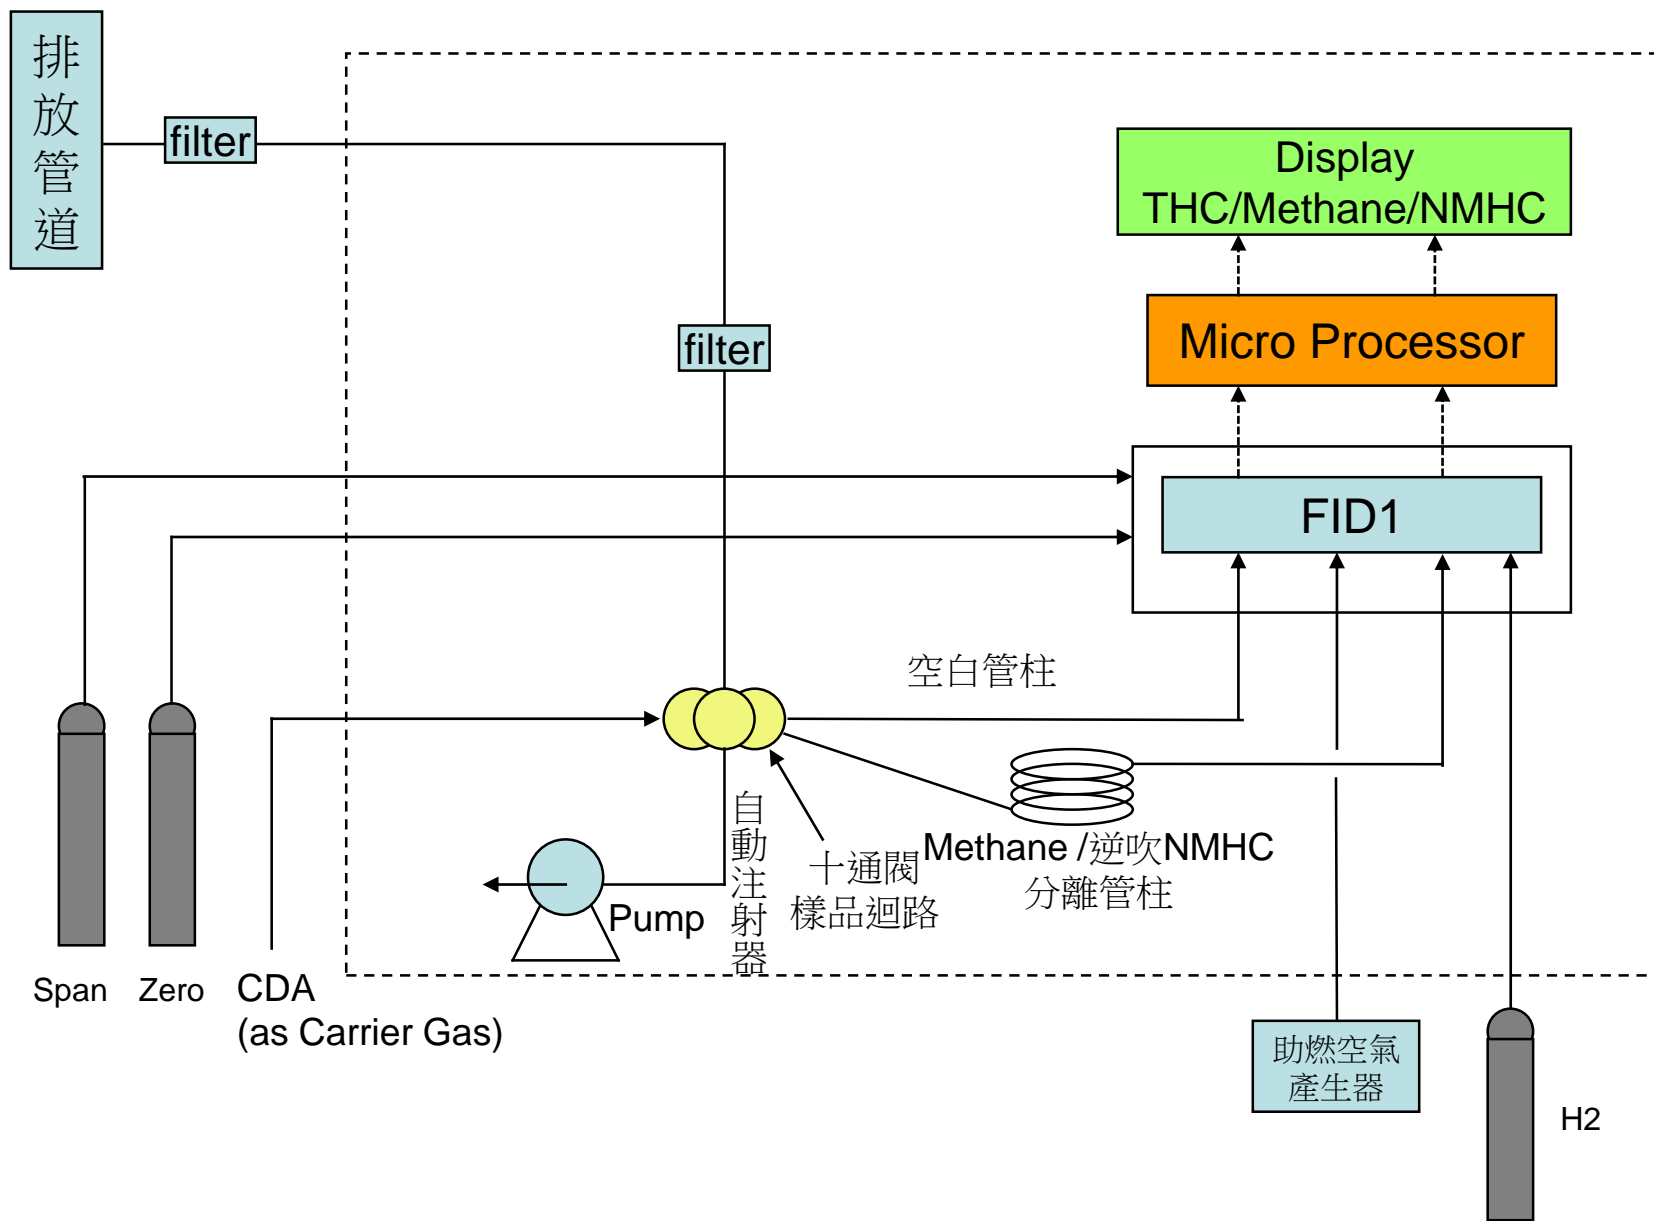 排放管道
filter
Display
THC/Methane/NMHC
filter
Micro Processor
FID1
空白管柱
自動注射器
十通閥
樣品迴路
Methane /逆吹NMHC
分離管柱
Pump
Span
Zero
CDA
(as Carrier Gas)
助燃空氣
產生器
H2